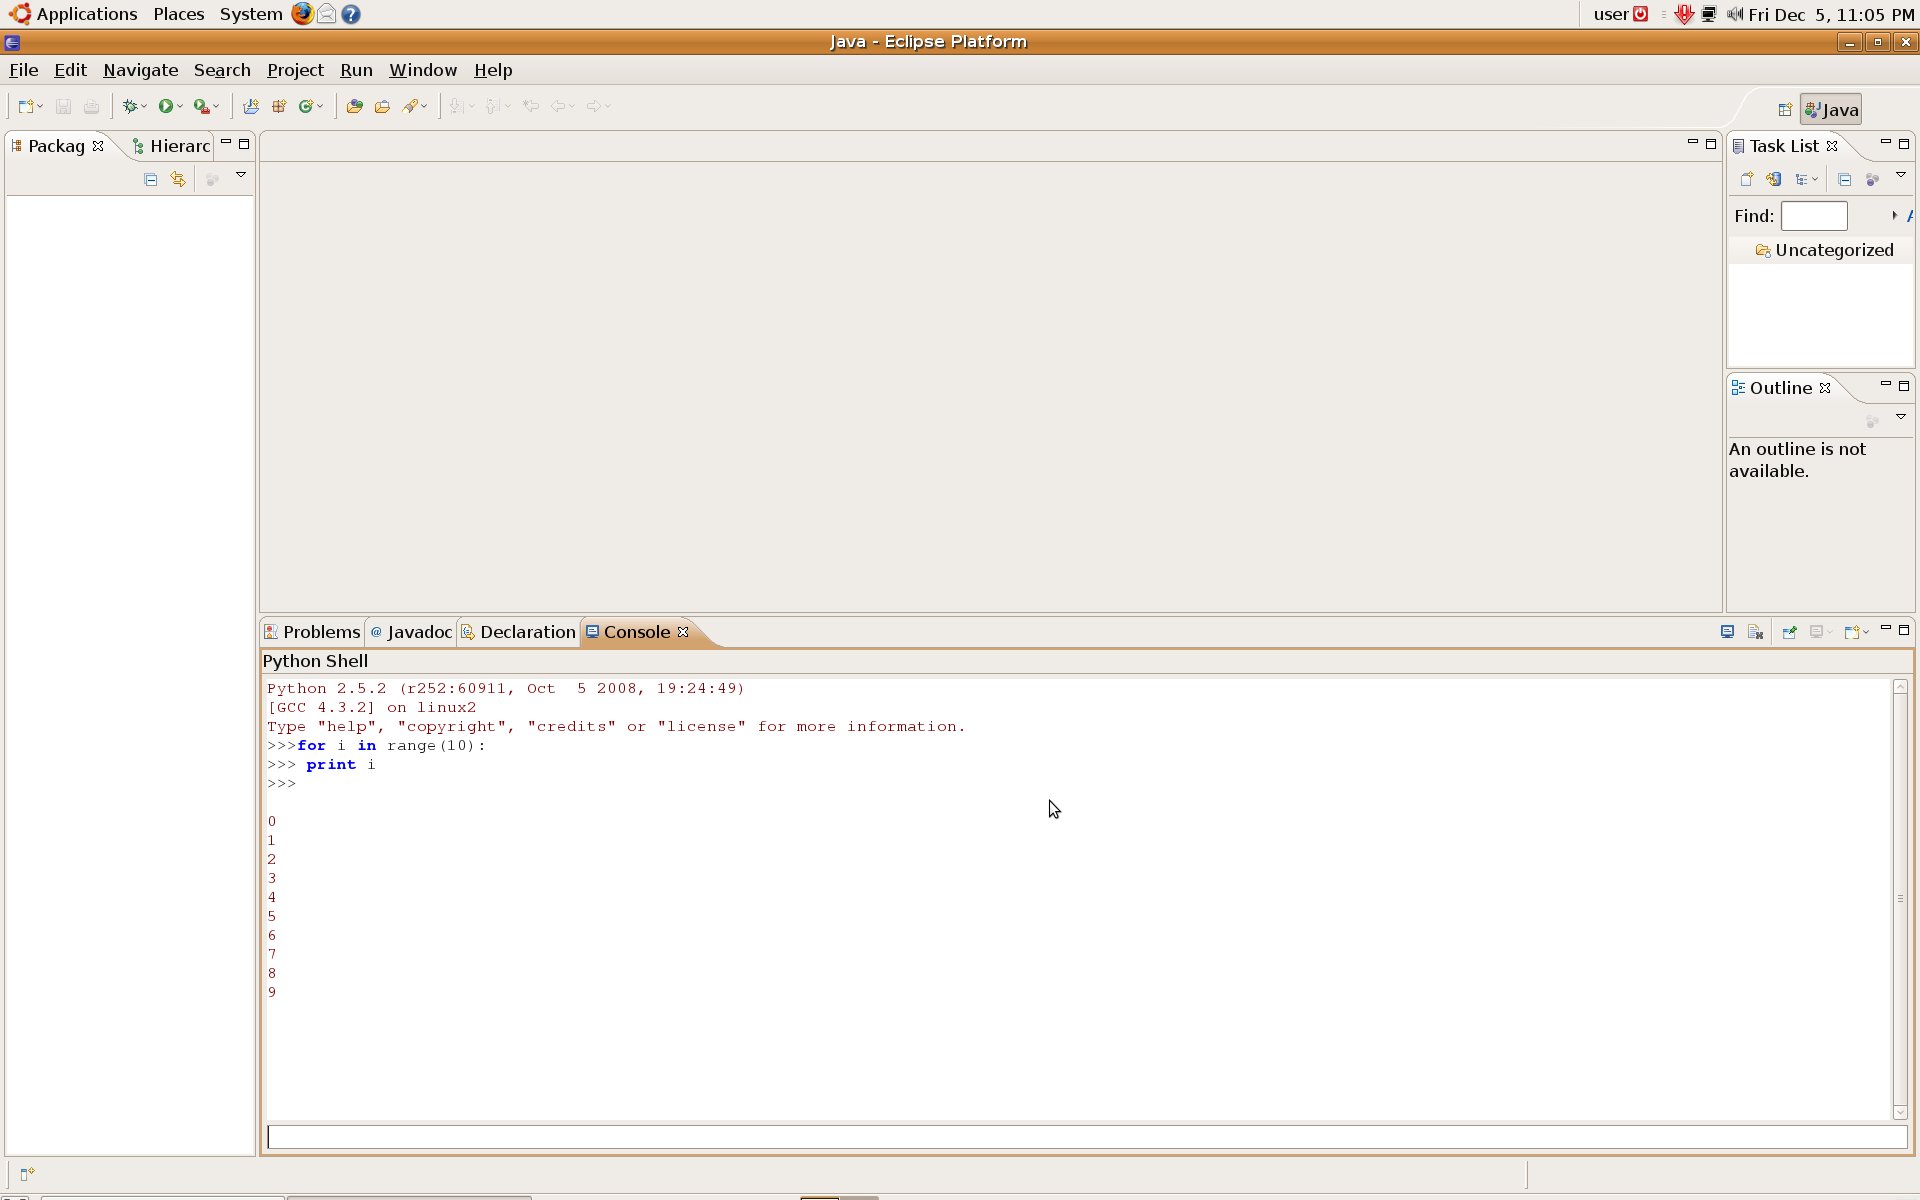 Applications Places System user Fri Dec 5, 11:05 PM
Java - Eclipse Platform
File Edit Navigate Search Project Run Window Help
Java
Packag Hierarc
Task List
Find:
Uncategorized
Outline
An outline is not
available.
Problems @ Javadoc Declaration Console
Python Shell
Python 2.5.2 (r252:60911, Oct  5 2008, 19:24:49)
[GCC 4.3.2] on linux2
Type "help", "copyright", "credits" or "license" for more information.
>>>for i in range(10):
>>> print i
>>>
0
1
2
3
4
5
6
7
8
9